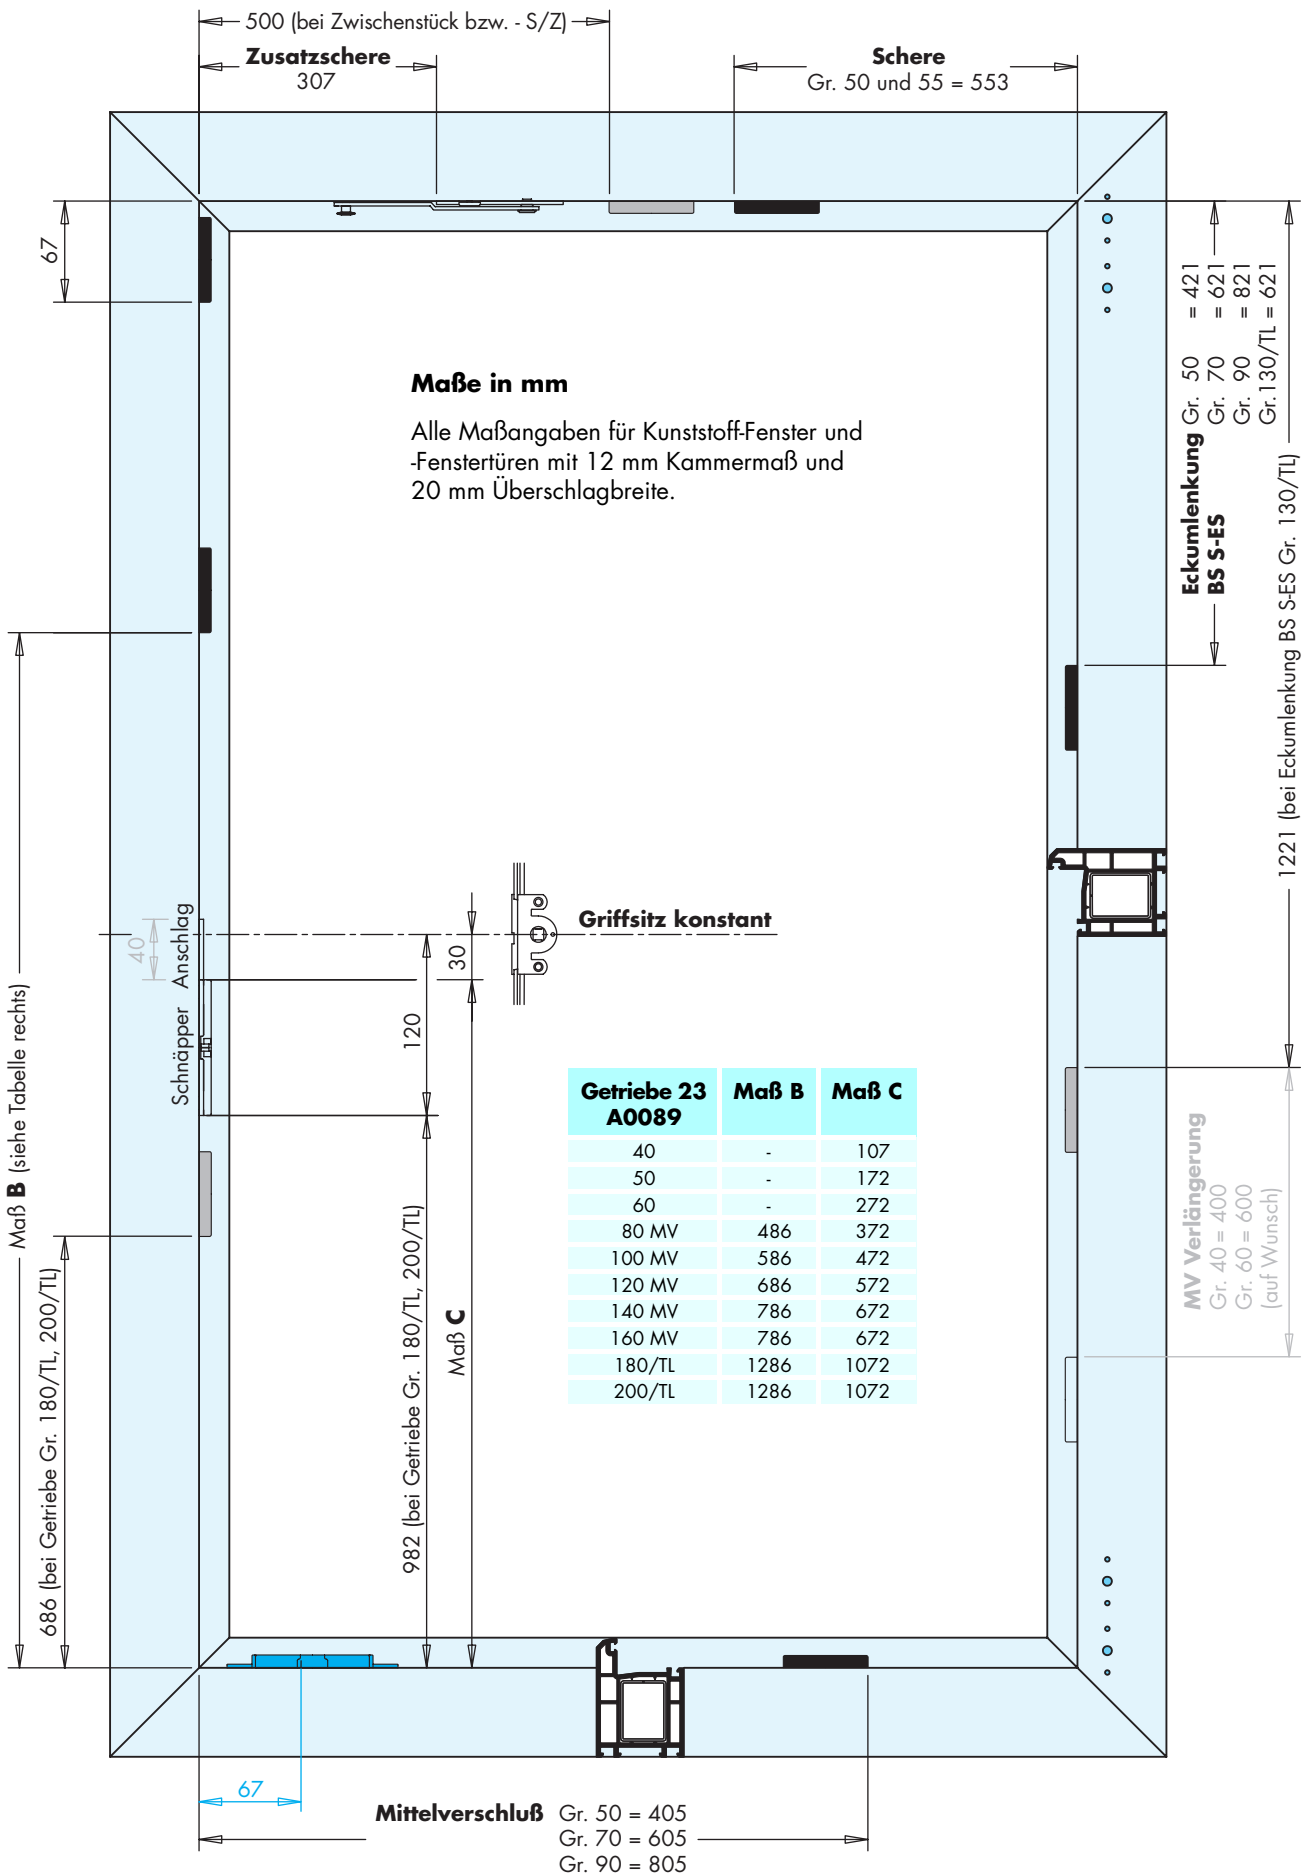 500 (bei Zwischenstück bzw. - S/Z)
Zusatzschere
307
Schere
Gr. 50 und 55 = 553
67
Maße in mm
Alle Maßangaben für Kunststoff-Fenster und
-Fenstertüren mit 12 mm Kammermaß und
20 mm Überschlagbreite.
Eckumlenkung
BS S-ES
Gr. 50 = 421
Gr. 70 = 621
Gr. 90 = 821
Gr.130/TL = 621
1221 (bei Eckumlenkung BS S-ES Gr. 130/TL)
Griffsitz konstant
40
Schnäpper Anschlag
30
120
Maß B (siehe Tabelle rechts)
686 (bei Getriebe Gr. 180/TL, 200/TL)
982 (bei Getriebe Gr. 180/TL, 200/TL)
Maß C
Getriebe 23 Maß B Maß C
A0089
40 - 107
50 - 172
60 - 272
80 MV 486 372
100 MV 586 472
120 MV 686 572
140 MV 786 672
160 MV 786 672
180/TL 1286 1072
200/TL 1286 1072
MV Verlängerung
Gr. 40 = 400
Gr. 60 = 600
(auf Wunsch)
67
Mittelverschluß Gr. 50 = 405
Gr. 70 = 605
Gr. 90 = 805